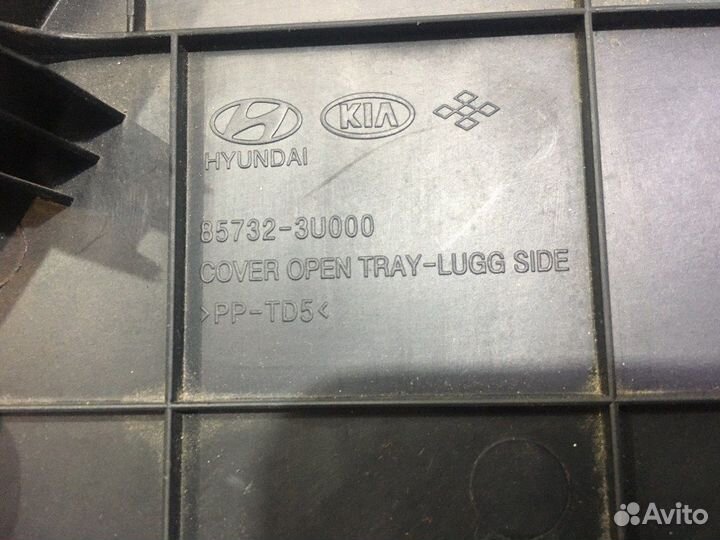 KIA
HYUNDAI
85732-3U000
COVER OPEN TRAY-LUGG SIDE
>PP-TD5<
Avito